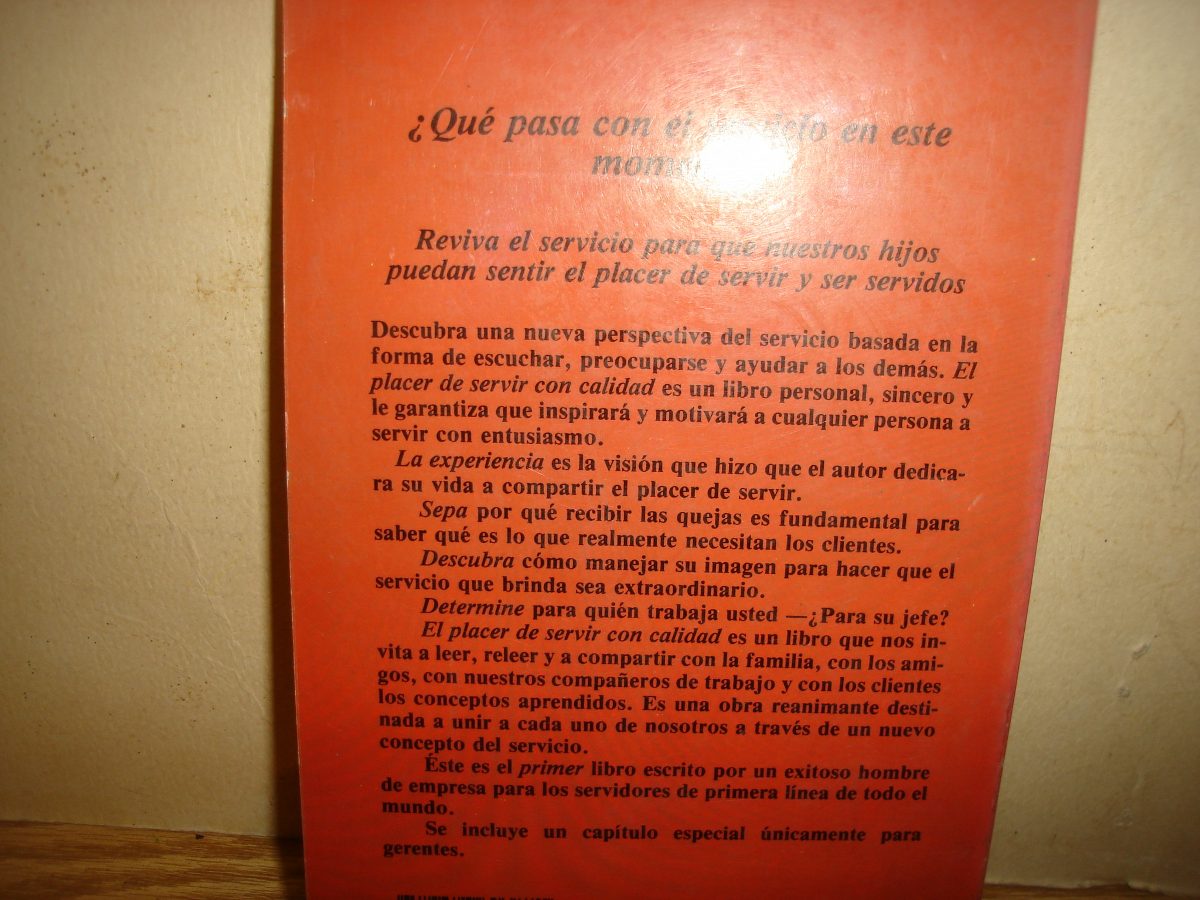 ¿Qué pasa con el servicio en este
Reviva el servicio para que nuestros hijos
puedan sentir el placer de servir y ser servidos
Descubra una nueva perspectiva del servicio basada en la
forma de escuchar, preocuparse y ayudar a los demás. El
placer de servir con calidad es un libro personal, sincero y
le garantiza que inspirará y motivará a cualquier persona a
servir con entusiasmo.
La experiencia es la visión que hizo que el autor dedica-
ra su vida a compartir el placer de servir.
Sepa por qué recibir las quejas es fundamental para
saber qué es lo que realmente necesitan los clientes.
Descubra cómo manejar su imagen para hacer que el
servicio que brinda sea extraordinario.
Determine para quién trabaja usted —¿Para su jefe?
El placer de servir con calidad es un libro que nos in-
vita a leer, releer y a compartir con la familia, con los ami-
gos, con nuestros compañeros de trabajo y con los clientes
los conceptos aprendidos. Es una obra reanimante desti-
nada a unir a cada uno de nosotros a través de un nuevo
concepto del servicio.
Éste es el primer libro escrito por un exitoso hombre
de empresa para los servidores de primera línea de todo el
mundo.
Se incluye un capítulo especial únicamente para
gerentes.